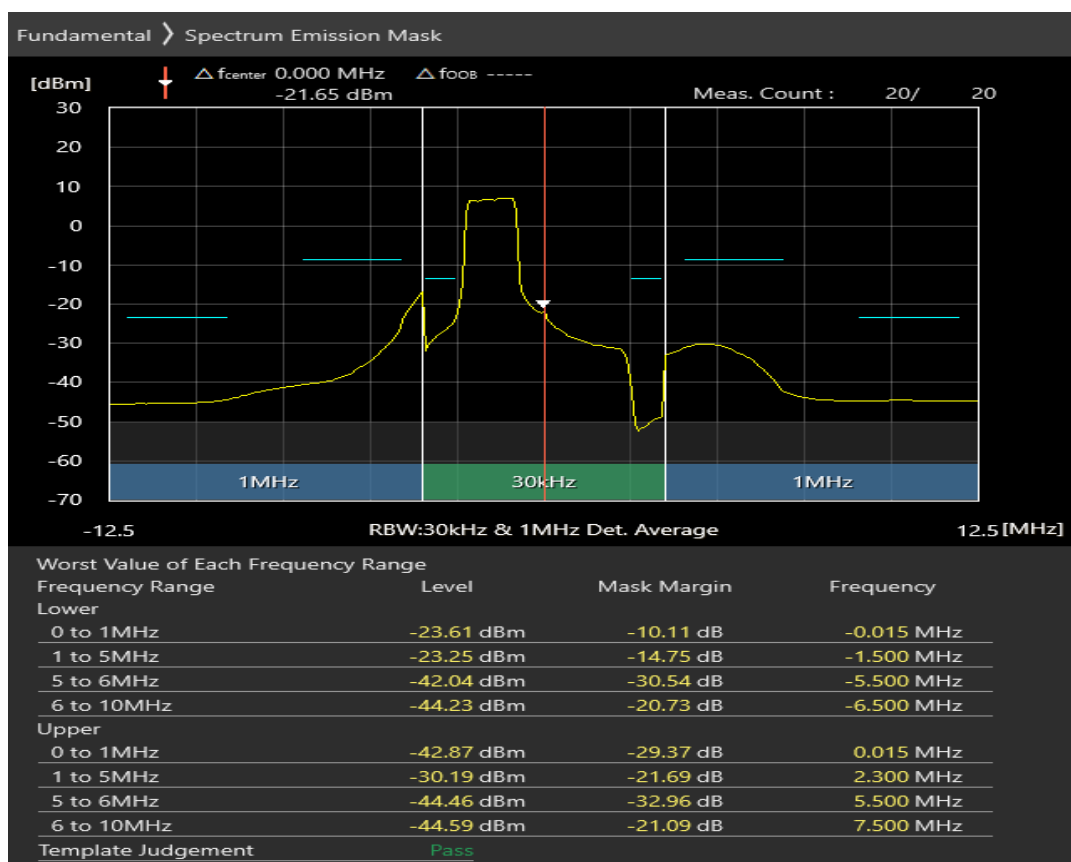 Fundamental ❯ Spectrum Emission Mask
[dBm] △ fcenter 0.000 MHz △ fOOB -----
-21.65 dBm Meas. Count : 20/ 20
30
20
10
0
-10
-20
-30
-40
-50
-60
-70
1MHz 30kHz 1MHz
-12.5 RBW:30kHz & 1MHz Det. Average 12.5 [MHz]
Worst Value of Each Frequency Range
Frequency Range Level Mask Margin Frequency
Lower
0 to 1MHz -23.61 dBm -10.11 dB -0.015 MHz
1 to 5MHz -23.25 dBm -14.75 dB -1.500 MHz
5 to 6MHz -42.04 dBm -30.54 dB -5.500 MHz
6 to 10MHz -44.23 dBm -20.73 dB -6.500 MHz
Upper
0 to 1MHz -42.87 dBm -29.37 dB 0.015 MHz
1 to 5MHz -30.19 dBm -21.69 dB 2.300 MHz
5 to 6MHz -44.46 dBm -32.96 dB 5.500 MHz
6 to 10MHz -44.59 dBm -21.09 dB 7.500 MHz
Template Judgement Pass